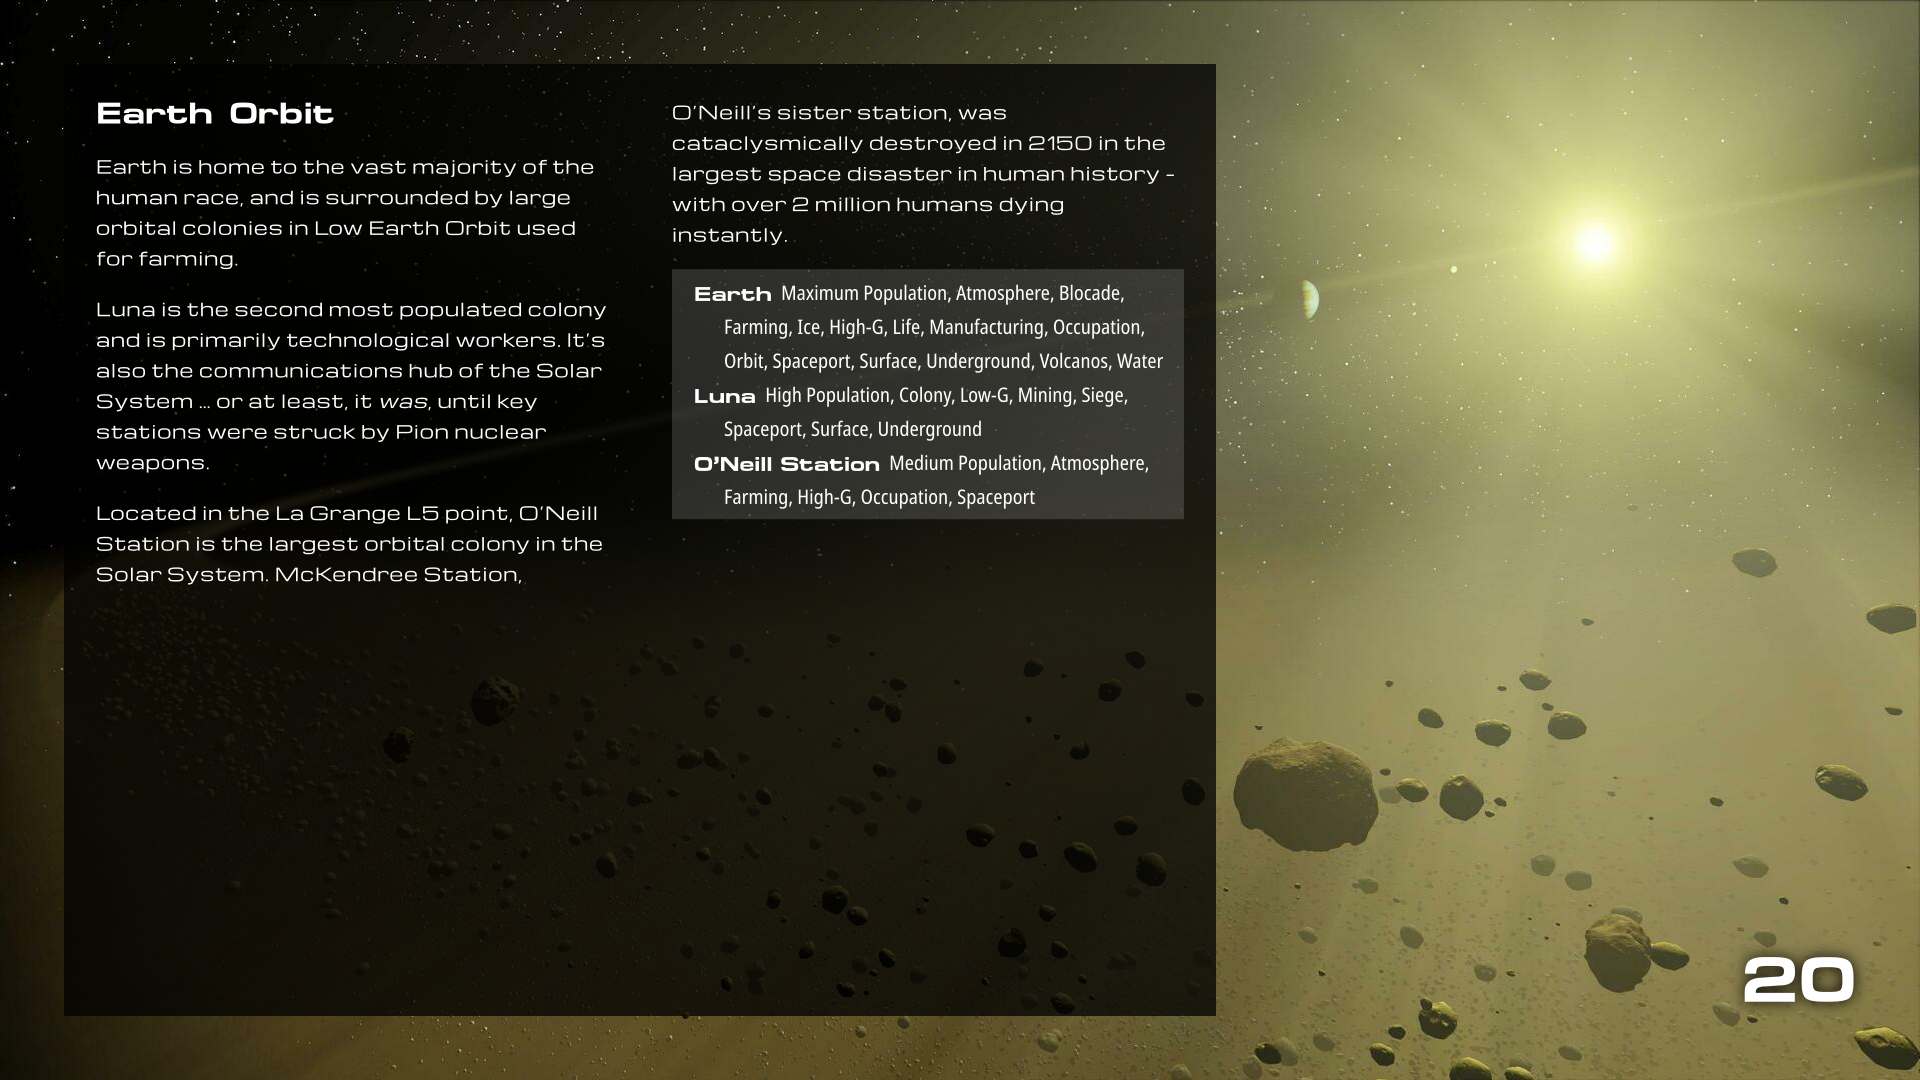 Earth Orbit
Earth is home to the vast majority of the
human race, and is surrounded by large
orbital colonies in Low Earth Orbit used
for farming.
Luna is the second most populated colony
and is primarily technological workers. It's
also the communications hub of the Solar
System ... or at least, it was, until key
stations were struck by Pion nuclear
weapons.
Located in the La Grange L5 point, O'Neill
Station is the largest orbital colony in the
Solar System. McKendree Station,
O'Neill's sister station, was
cataclysmically destroyed in 2150 in the
largest space disaster in human history -
with over 2 million humans dying
instantly.
Earth Maximum Population, Atmosphere, Blocade,
Farming, Ice, High-G, Life, Manufacturing, Occupation,
Orbit, Spaceport, Surface, Underground, Volcanos, Water
Luna High Population, Colony, Low-G, Mining, Siege,
Spaceport, Surface, Underground
O'Neill Station Medium Population, Atmosphere,
Farming, High-G, Occupation, Spaceport
20